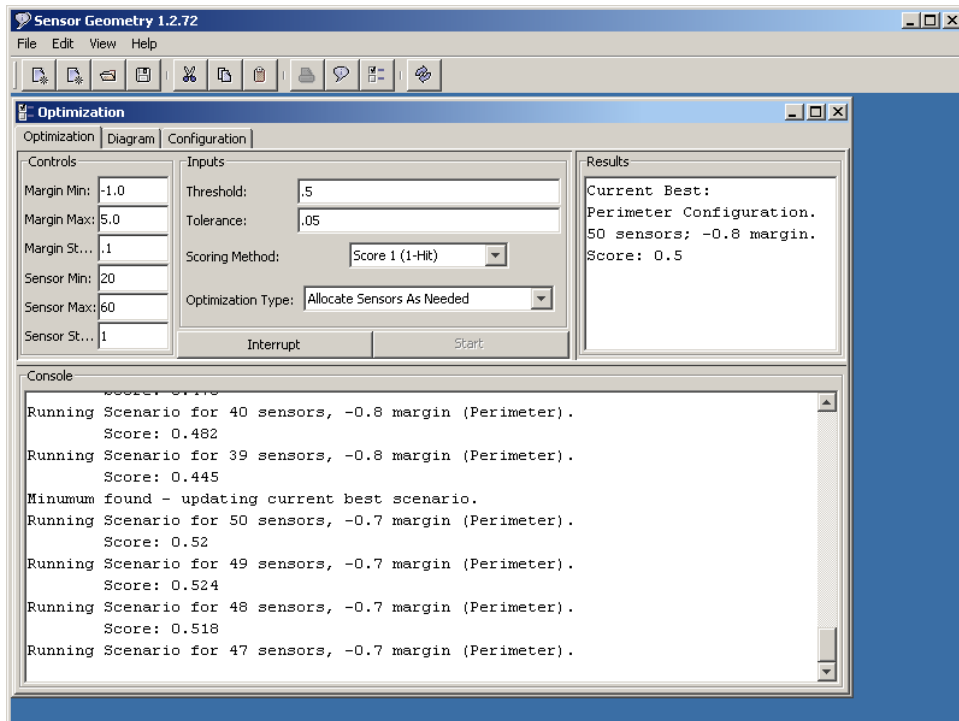 Sensor Geometry 1.2.72
File Edit View Help
Optimization
Optimization Diagram Configuration
Controls
Margin Min: -1.0
Margin Max: 5.0
Margin St... .1
Sensor Min: 20
Sensor Max: 60
Sensor St... 1
Inputs
Threshold: .5
Tolerance: .05
Scoring Method: Score 1 (1-Hit)
Optimization Type: Allocate Sensors As Needed
Interrupt Start
Results
Current Best:
Perimeter Configuration.
50 sensors; -0.8 margin.
Score: 0.5
Console
Running Scenario for 40 sensors, -0.8 margin (Perimeter).
Score: 0.482
Running Scenario for 39 sensors, -0.8 margin (Perimeter).
Score: 0.445
Minumum found - updating current best scenario.
Running Scenario for 50 sensors, -0.7 margin (Perimeter).
Score: 0.52
Running Scenario for 49 sensors, -0.7 margin (Perimeter).
Score: 0.524
Running Scenario for 48 sensors, -0.7 margin (Perimeter).
Score: 0.518
Running Scenario for 47 sensors, -0.7 margin (Perimeter).